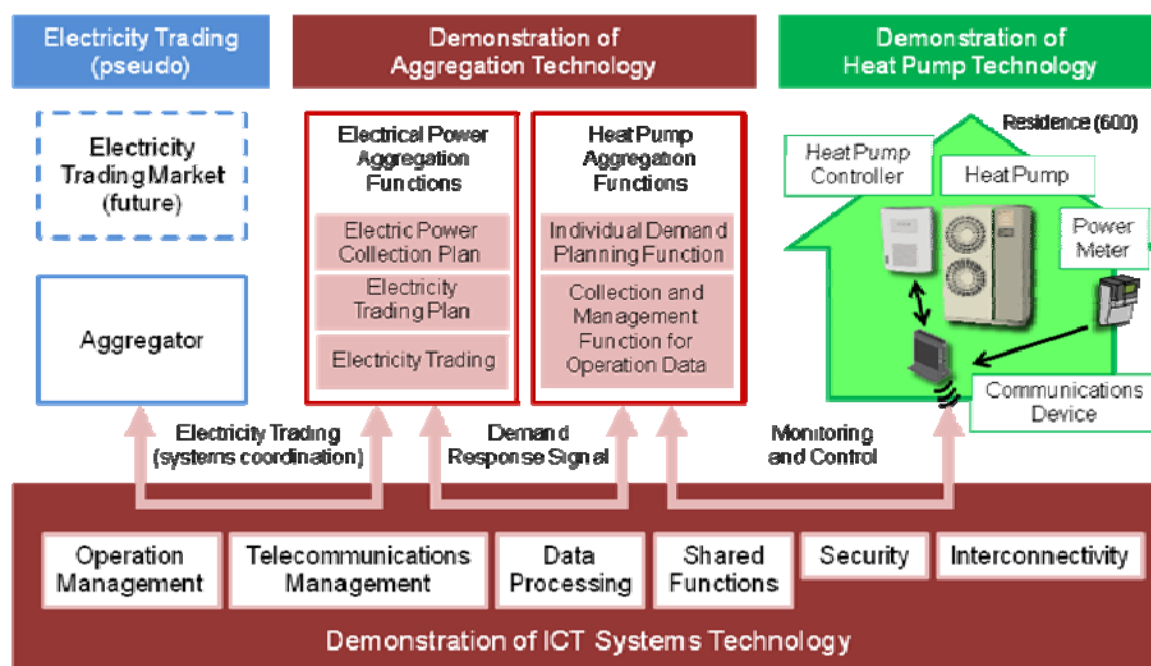 Electricity Trading
(pseudo)
Demonstration of
Aggregation Technology
Demonstration of
Heat Pump Technology
Electricity
Trading Market
(future)
Aggregator
Electrical Power
Aggregation
Functions
Electric Power
Collection Plan
Electricity
Trading Plan
Electricity Trading
Heat Pump
Aggregation
Functions
Individual Demand
Planning Function
Collection and
Management
Function for
Operation Data
Residence (600)
Heat Pump
Controller
Heat Pump
Power
Meter
Communications
Device
Electricity Trading
(systems coordination)
Demand
Response Signal
Monitoring
and Control
Operation
Management
Telecommunications
Management
Data
Processing
Shared
Functions
Security
Interconnectivity
Demonstration of ICT Systems Technology